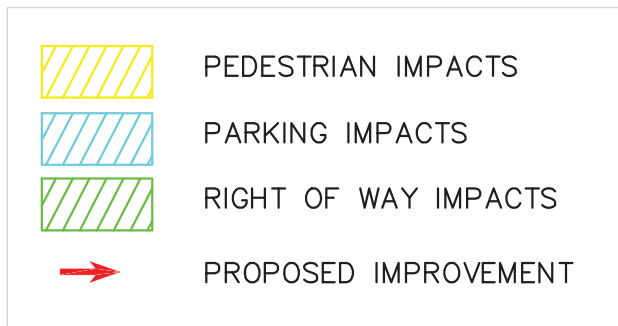 PEDESTRIAN IMPACTS
PARKING IMPACTS
RIGHT OF WAY IMPACTS
PROPOSED IMPROVEMENT